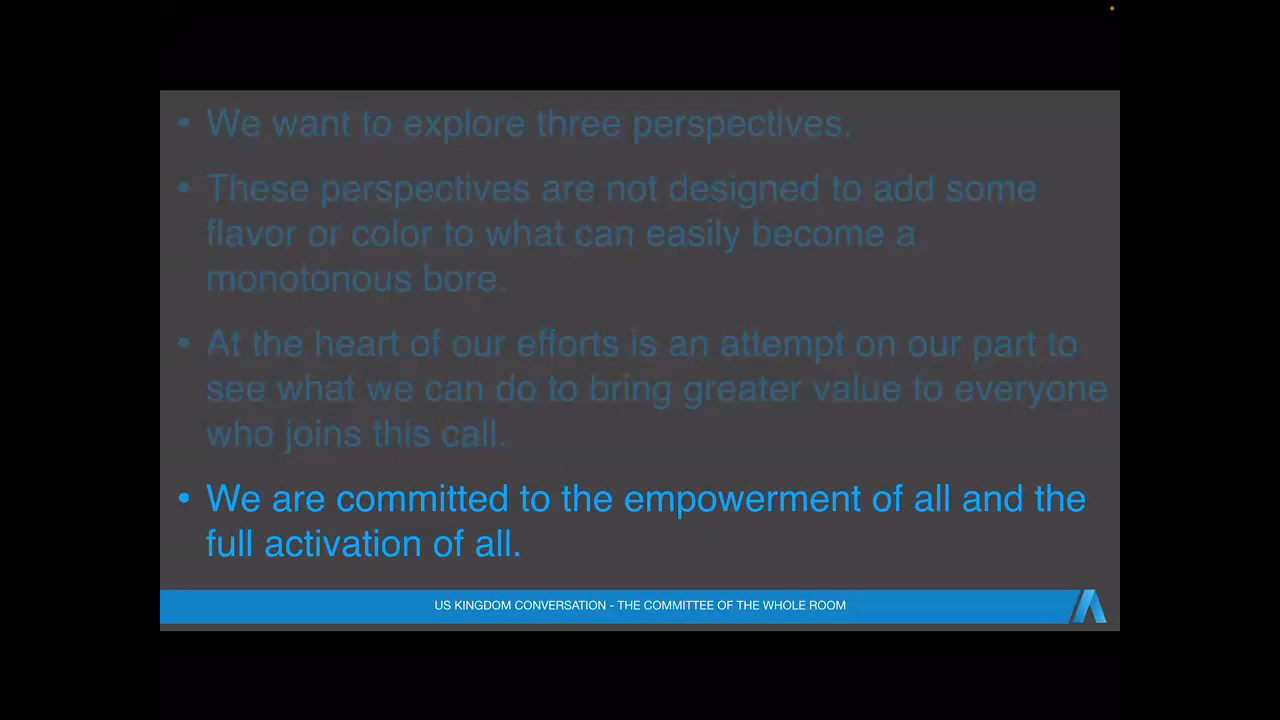 • We want to explore three perspectives.
• These perspectives are not designed to add some
flavor or color to what can easily become a
monotonous bore.
• At the heart of our efforts is an attempt on our part to
see what we can do to bring greater value to everyone
who joins this call.
• We are committed to the empowerment of all and the
full activation of all.
US KINGDOM CONVERSATION - THE COMMITTEE OF THE WHOLE ROOM